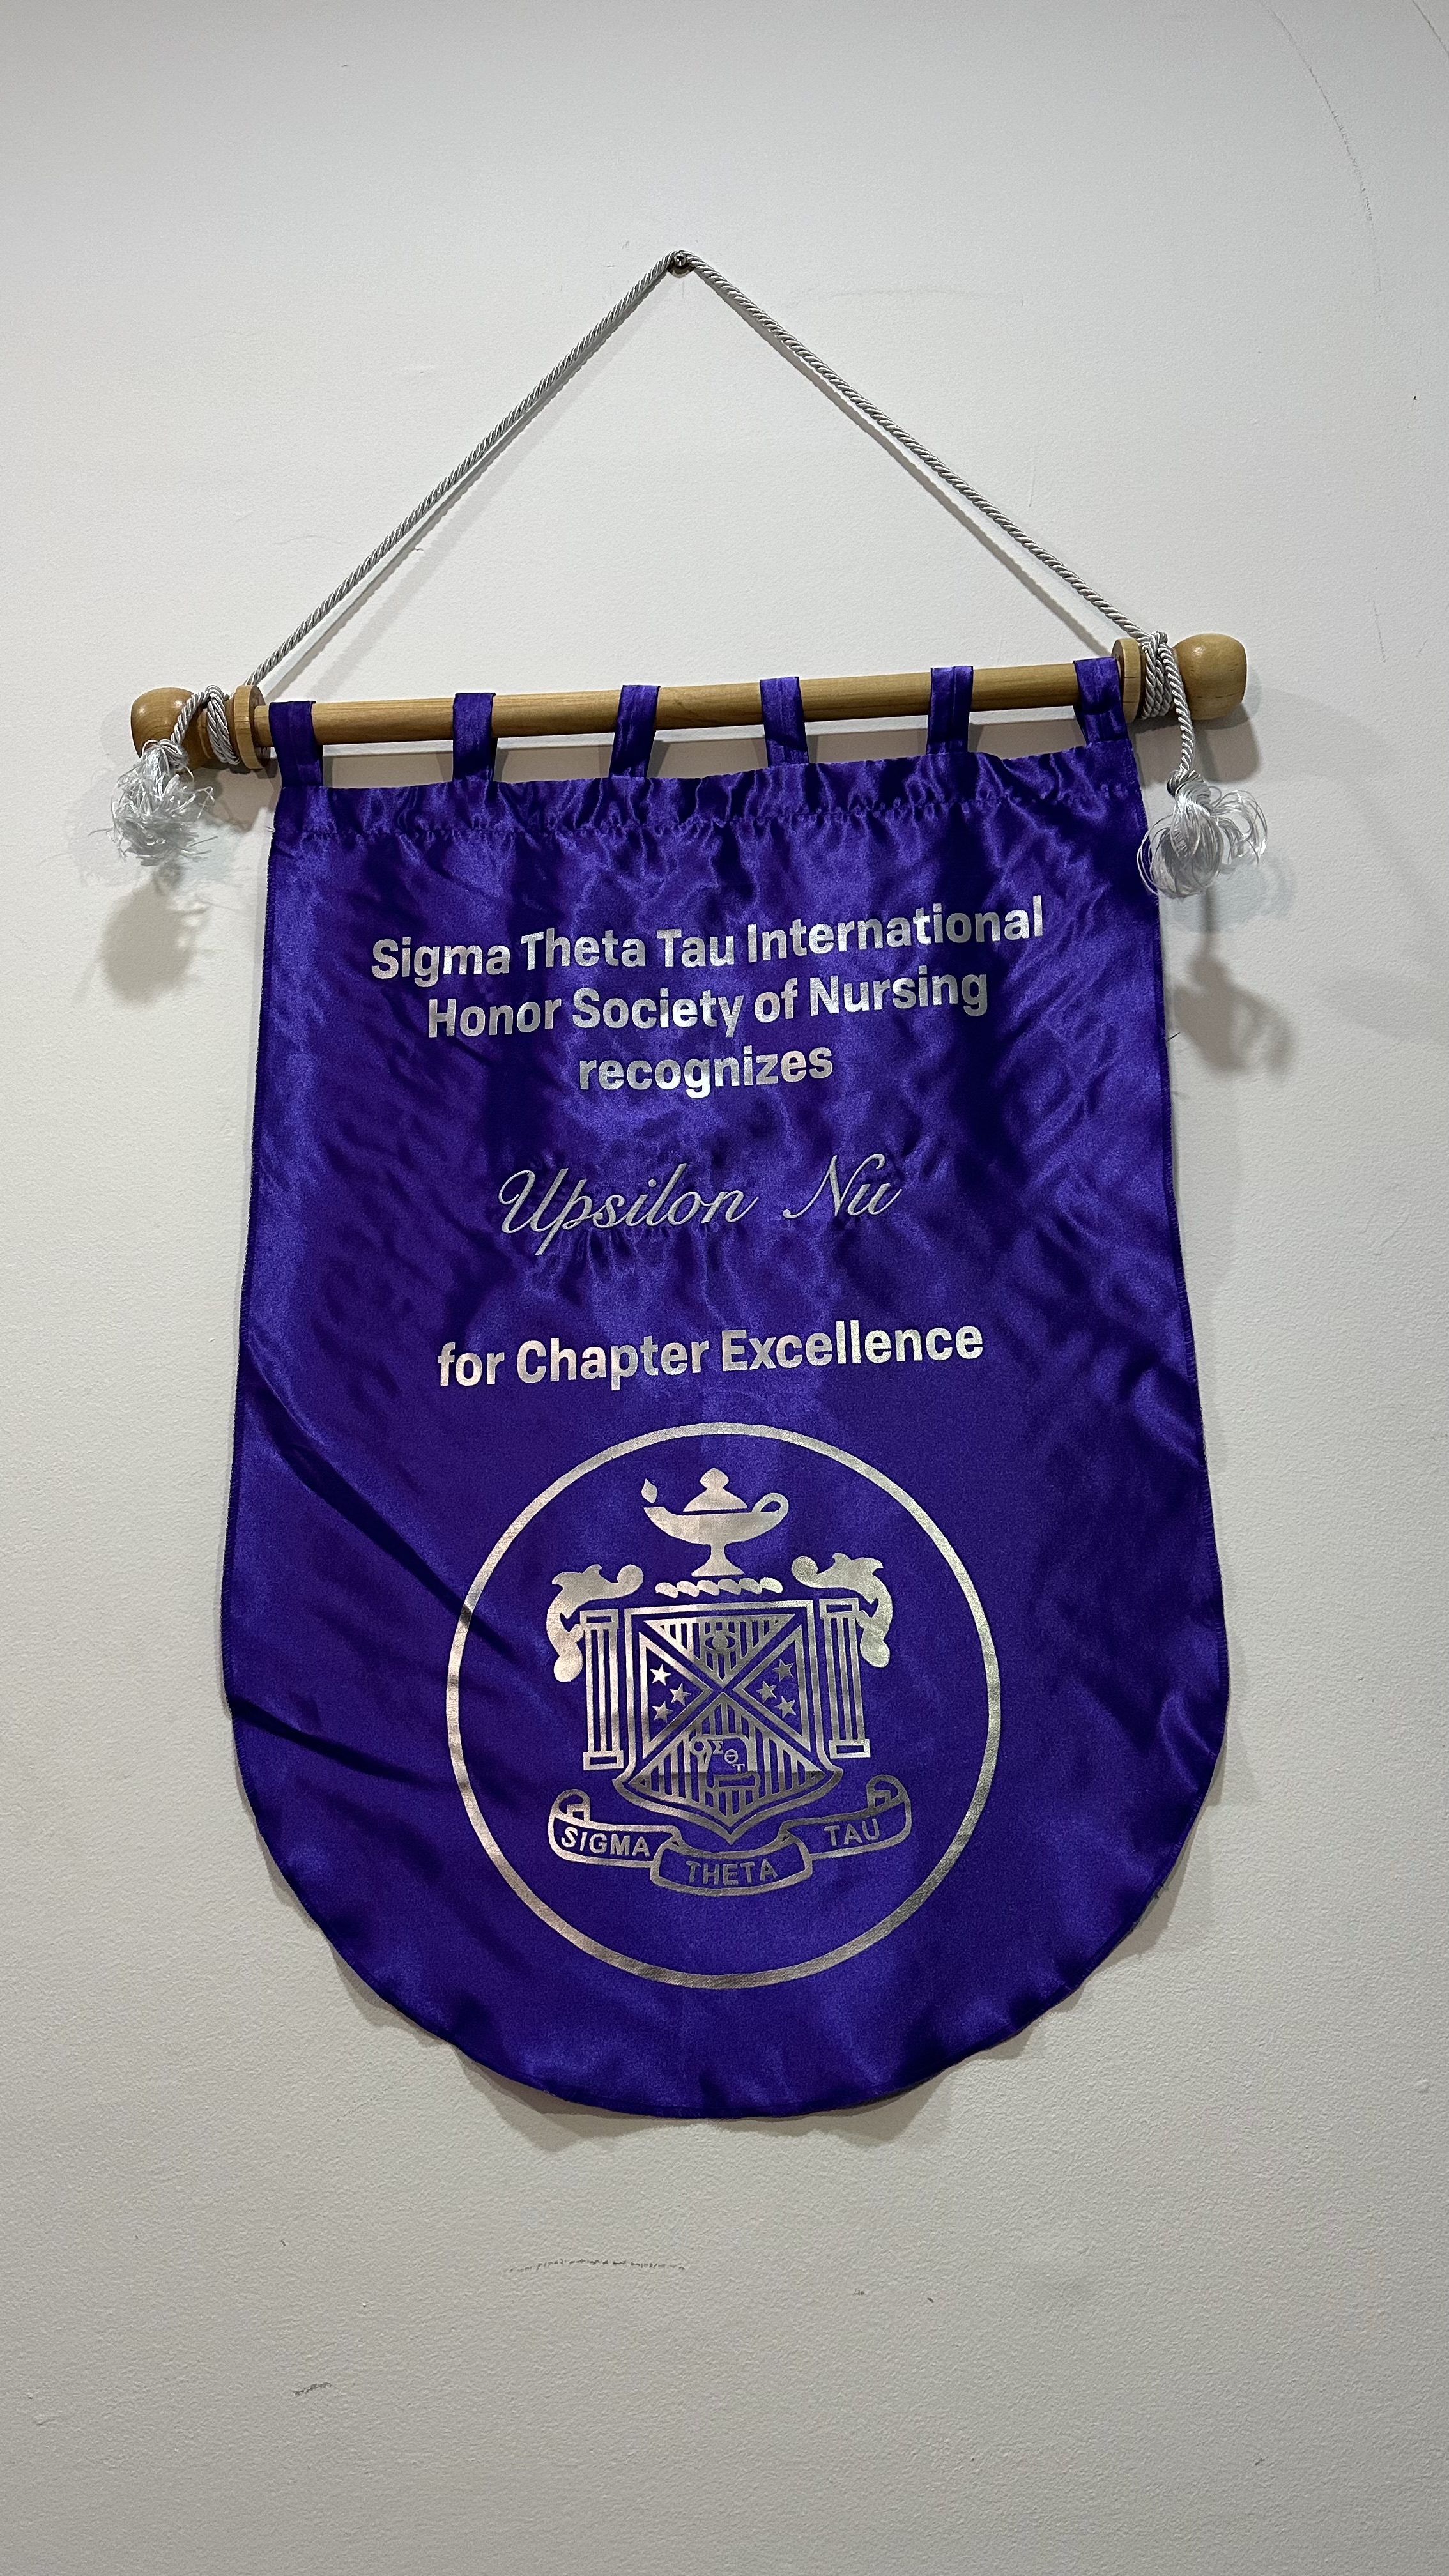 Sigma Theta Tau International
Honor Society of Nursing
recognizes
Upsilon Nu
for Chapter Excellence
Σ
Θ
Τ
SIGMA
THETA
TAU